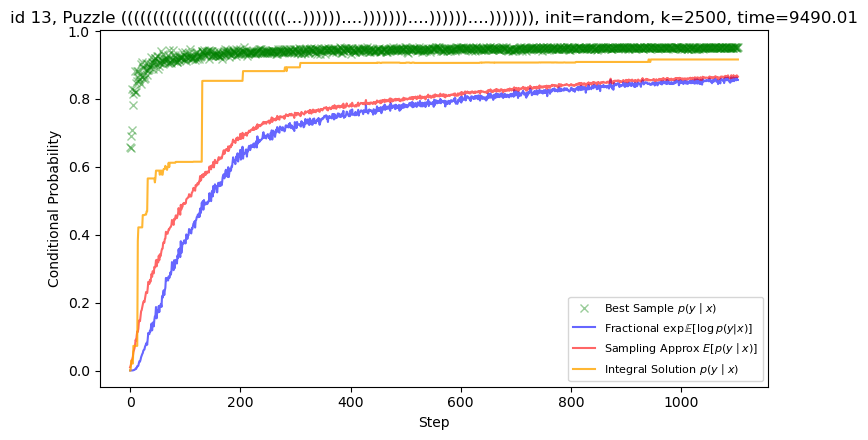 id 13, Puzzle ((((((((((((((((((((((((((...))))))....)))))))....))))))....))))))), init=random, k=2500, time=9490.01
1.0
0.8
0.6
0.4
0.2
0.0
Conditional Probability
Best Sample p(y | x)
Fractional exp𝔼[log p(y|x)]
Sampling Approx E[p(y | x)]
Integral Solution p(y | x)
0 200 400 600 800 1000
Step